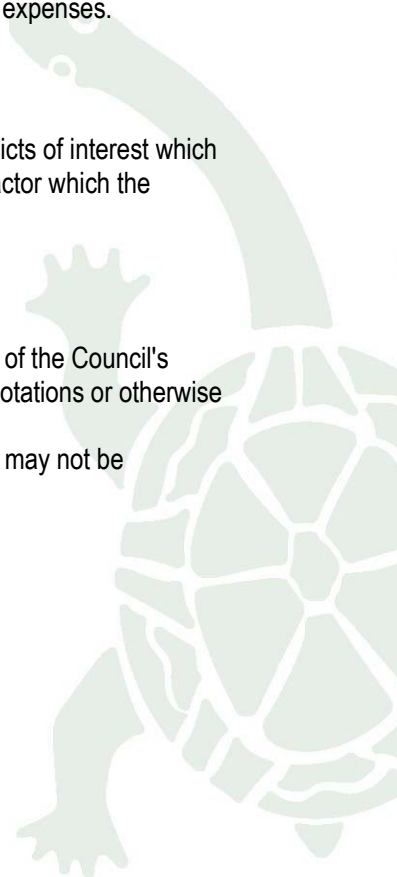 expenses.
icts of interest which
actor which the
of the Council's
otations or otherwise
may not be